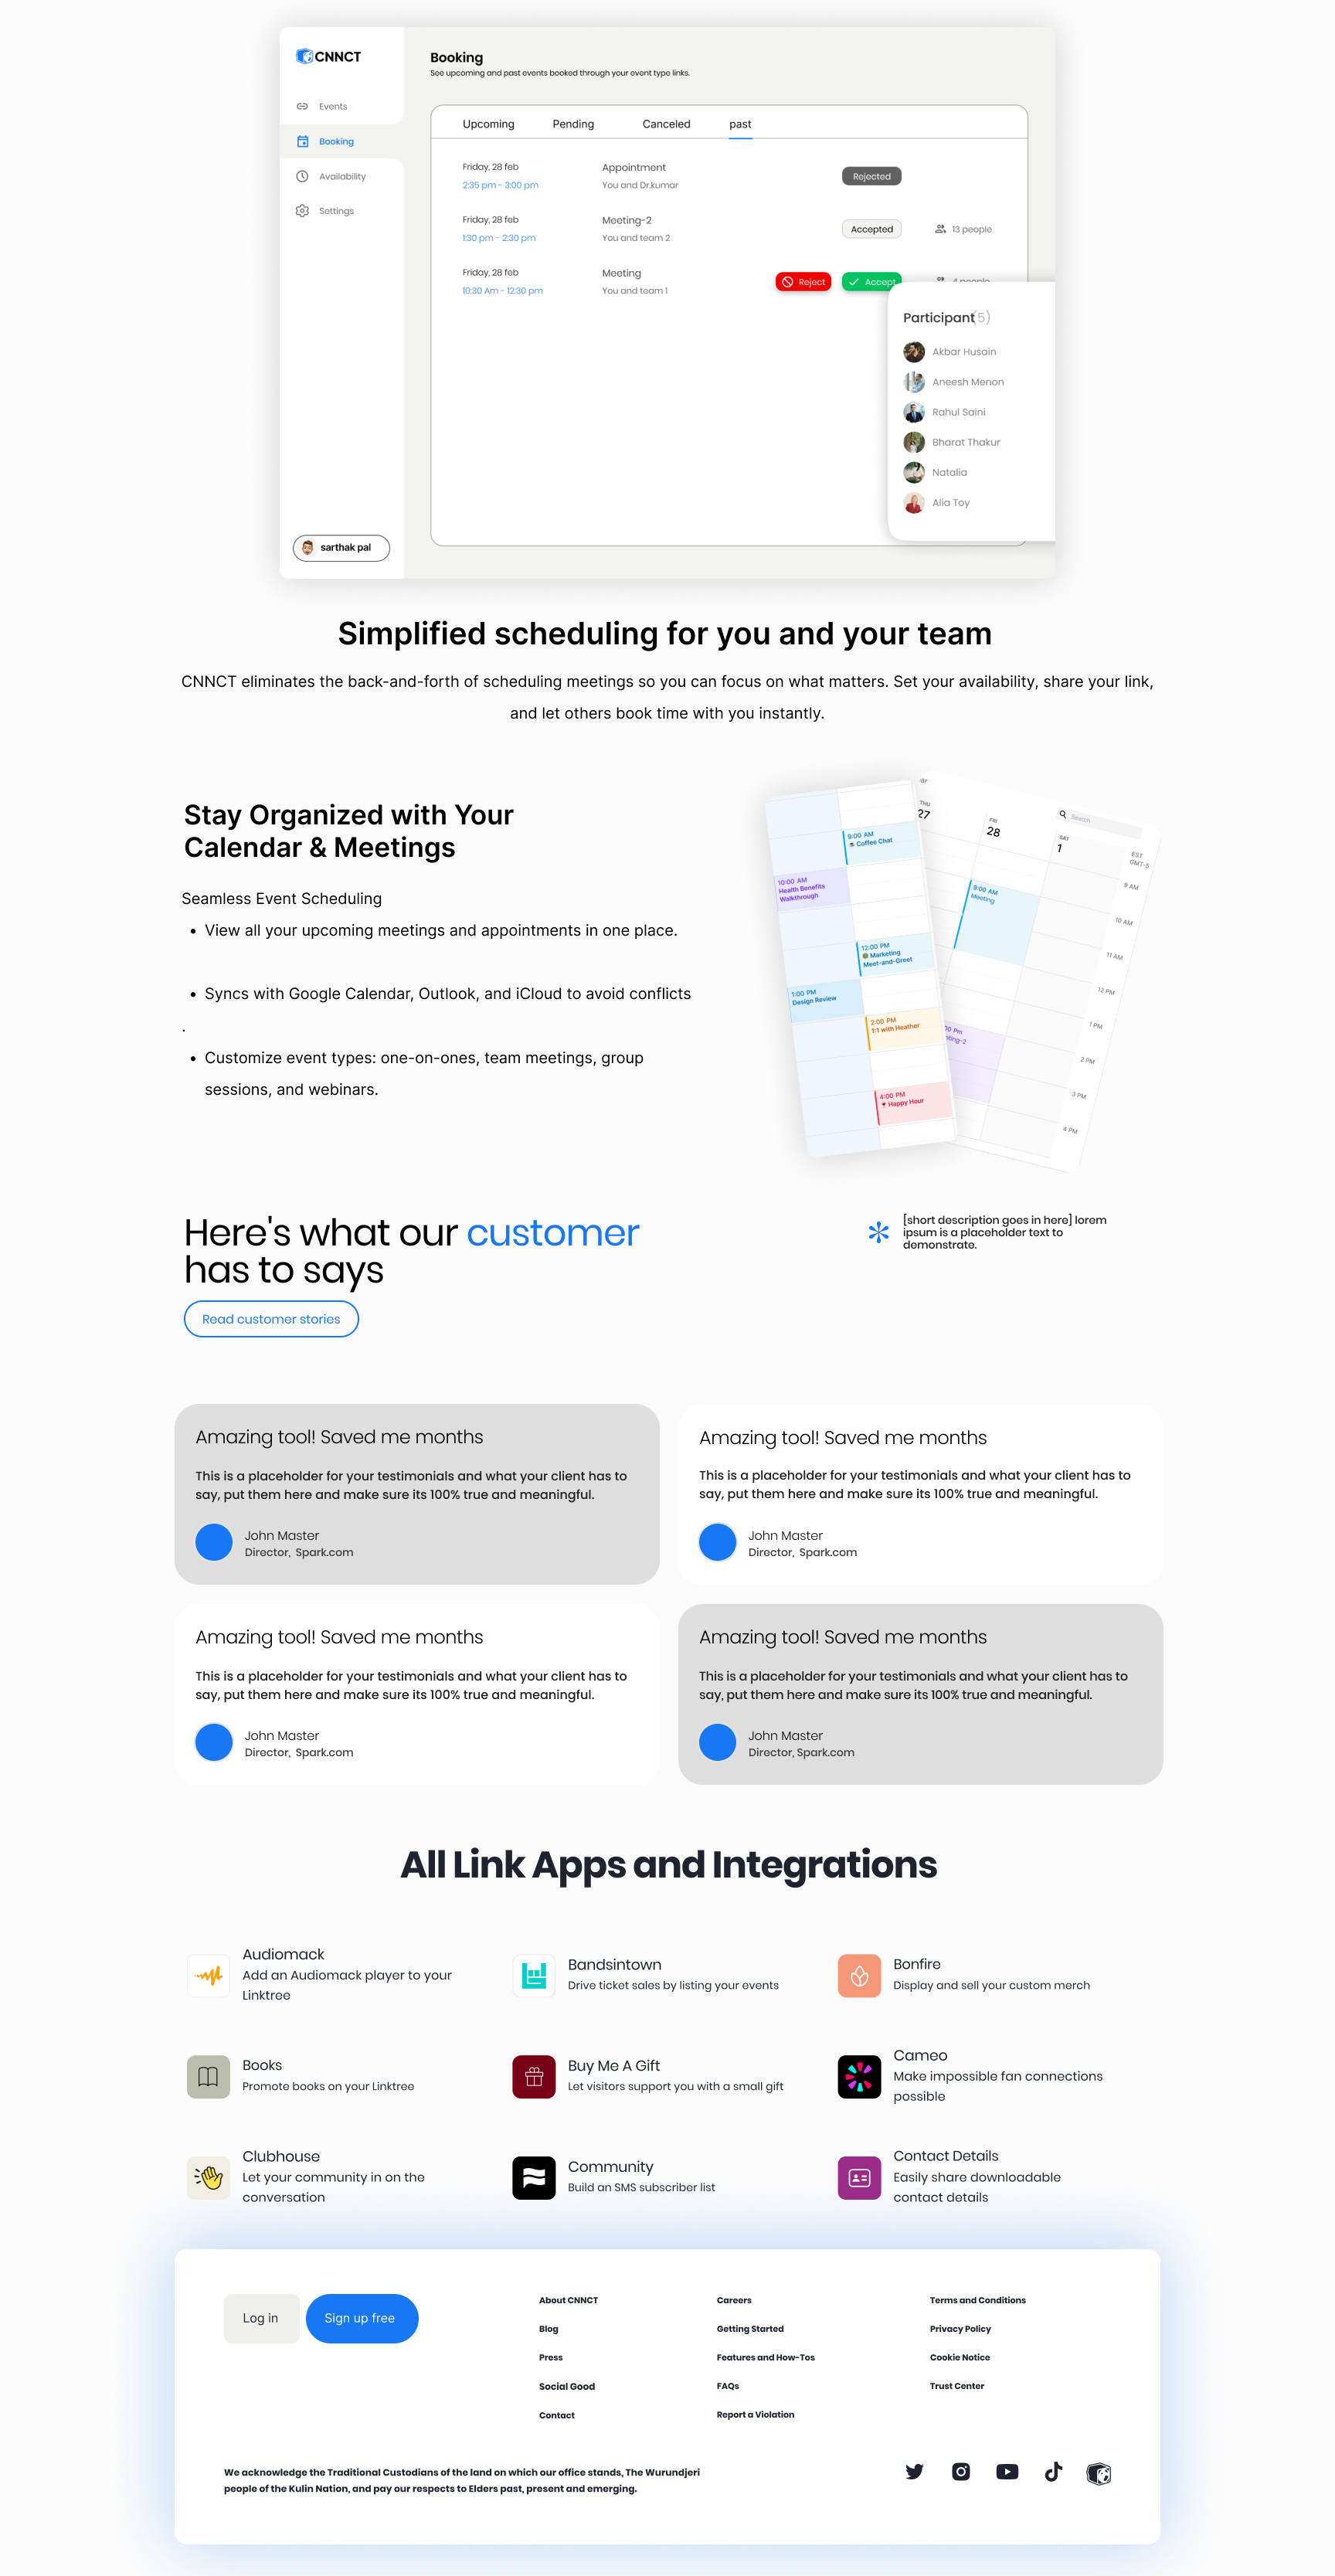 CNNCT
Events
Booking
Availability
Settings
sarthak pal
Booking
See upcoming and past events booked through your event type links.
Upcoming Pending Canceled past
Friday, 28 feb Appointment
2:35 pm - 3:00 pm You and Dr.kumar Rejected
Friday, 28 feb Meeting-2
1:30 pm - 2:30 pm You and team 2 Accepted 13 people
Friday, 28 feb Meeting
10:30 Am - 12:30 pm You and team 1 Reject Accept 4 people
Participant (5)
Akbar Husain
Aneesh Menon
Rahul Saini
Bharat Thakur
Natalia
Alia Toy
Simplified scheduling for you and your team
CNNCT eliminates the back-and-forth of scheduling meetings so you can focus on what matters. Set your availability, share your link,
and let others book time with you instantly.
Stay Organized with Your
Calendar & Meetings
Seamless Event Scheduling
• View all your upcoming meetings and appointments in one place.
• Syncs with Google Calendar, Outlook, and iCloud to avoid conflicts
.
• Customize event types: one-on-ones, team meetings, group
sessions, and webinars.
9:00 AM
Coffee Chat
10:00 AM
Health Benefits
Walkthrough
12:00 PM
Marketing
Meet-and-Greet
1:00 PM
Design Review
2:00 PM
1:1 with Heather
4:00 PM
Happy Hour
THU
27
FRI
28
SAT
1
Search
EST
GMT-5
9:00 AM
Meeting
9 AM
10 AM
11 AM
12 PM
1 PM
2 PM
3 PM
4 PM
Here's what our customer
has to says
Read customer stories
[short description goes in here] lorem
ipsum is a placeholder text to
demonstrate.
Amazing tool! Saved me months
This is a placeholder for your testimonials and what your client has to
say, put them here and make sure its 100% true and meaningful.
John Master
Director, Spark.com
Amazing tool! Saved me months
This is a placeholder for your testimonials and what your client has to
say, put them here and make sure its 100% true and meaningful.
John Master
Director, Spark.com
Amazing tool! Saved me months
This is a placeholder for your testimonials and what your client has to
say, put them here and make sure its 100% true and meaningful.
John Master
Director, Spark.com
Amazing tool! Saved me months
This is a placeholder for your testimonials and what your client has to
say, put them here and make sure its 100% true and meaningful.
John Master
Director, Spark.com
All Link Apps and Integrations
Audiomack
Add an Audiomack player to your
Linktree
Bandsintown
Drive ticket sales by listing your events
Bonfire
Display and sell your custom merch
Books
Promote books on your Linktree
Buy Me A Gift
Let visitors support you with a small gift
Cameo
Make impossible fan connections
possible
Clubhouse
Let your community in on the
conversation
Community
Build an SMS subscriber list
Contact Details
Easily share downloadable
contact details
Log in
Sign up free
About CNNCT
Blog
Press
Social Good
Contact
Careers
Getting Started
Features and How-Tos
FAQs
Report a Violation
Terms and Conditions
Privacy Policy
Cookie Notice
Trust Center
We acknowledge the Traditional Custodians of the land on which our office stands, The Wurundjeri
people of the Kulin Nation, and pay our respects to Elders past, present and emerging.